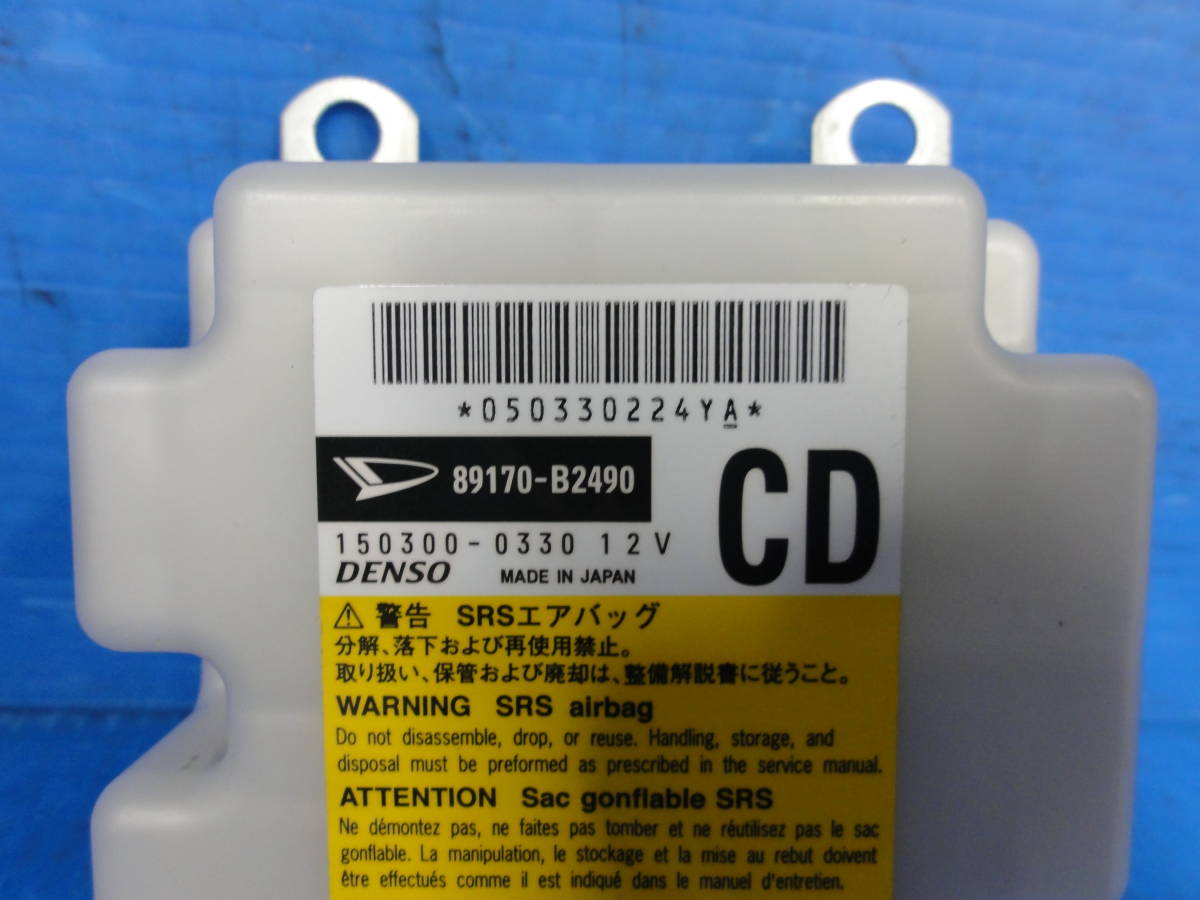 *050330224YA*
89170-B2490
CD
150300-0330 12V
DENSO MADE IN JAPAN
⚠警告 SRSエアバッグ
分解、落下および再使用禁止。
取り扱い、保管および廃却は、整備解説書に従うこと。
WARNING SRS airbag
Do not disassemble, drop, or reuse. Handling, storage, and
disposal must be preformed as prescribed in the service manual.
ATTENTION Sac gonflable SRS
Ne démontez pas, ne faites pas tomber et ne réutilisez pas le sac
gonflable. La manipulation, le stockage et la mise au rebut doivent
être effectués comme il est indiqué dans le manuel d'entretien.